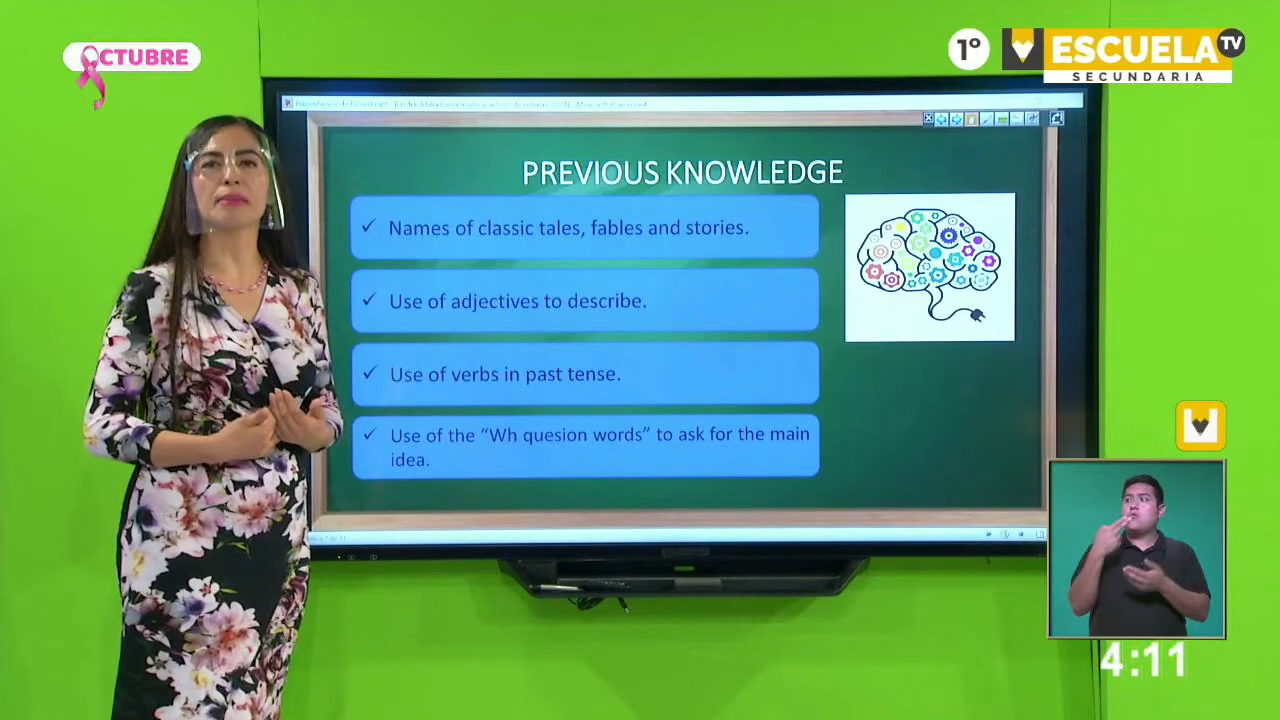 OCTUBRE
1º
ESCUELA TV
SECUNDARIA
PREVIOUS KNOWLEDGE
✓ Names of classic tales, fables and stories.
✓ Use of adjectives to describe.
✓ Use of verbs in past tense.
✓ Use of the “Wh quesion words” to ask for the main
idea.
4:11